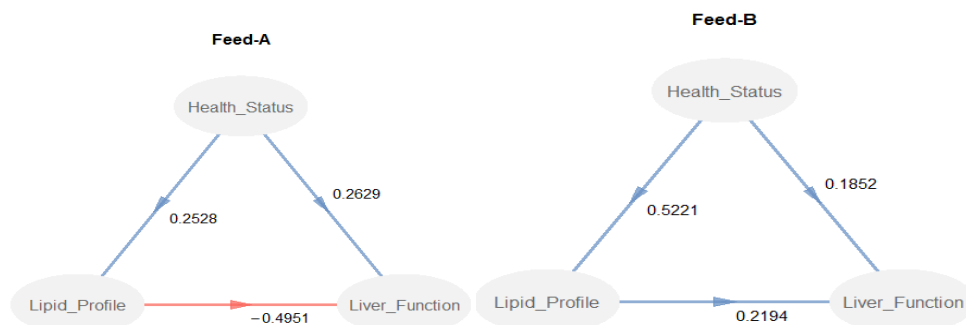 Feed-A
Health_Status
0.2528
0.2629
Lipid_Profile
Liver_Function
−0.4951
Feed-B
Health_Status
0.5221
0.1852
Lipid_Profile
Liver_Function
0.2194